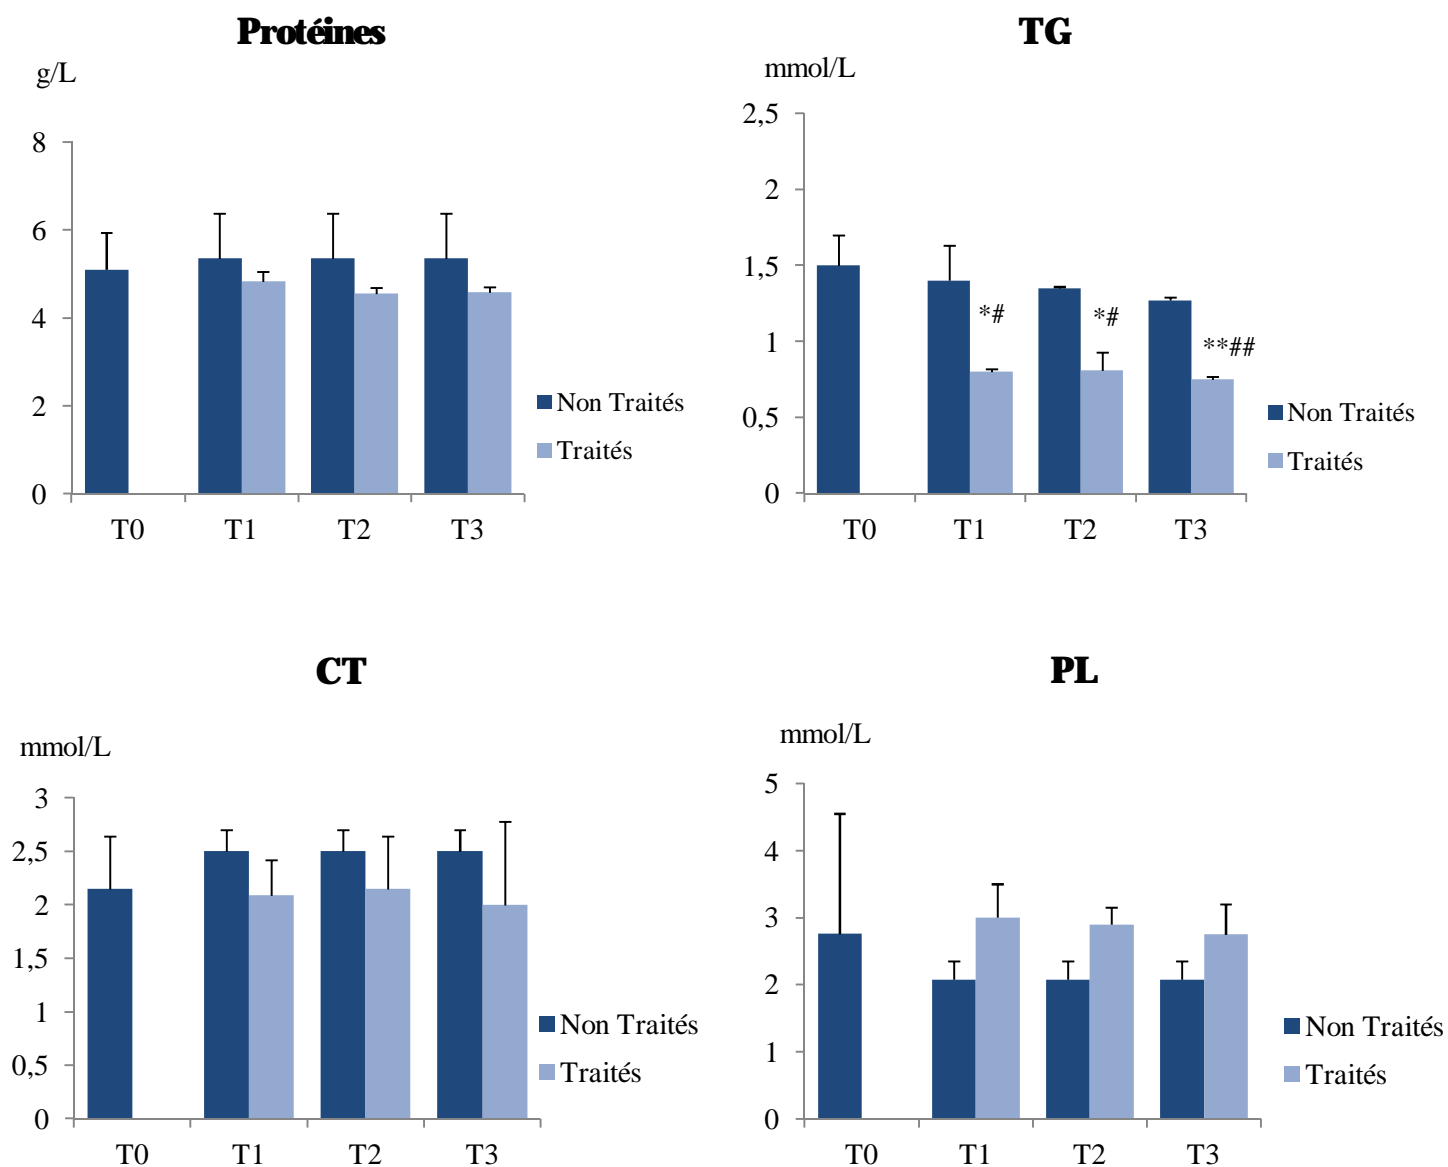 Protéines
g/L
8
6
4
2
0
T0 T1 T2 T3
Non Traités
Traités
TG
mmol/L
2,5
2
1,5
1
0,5
0
*#
*#
**##
T0 T1 T2 T3
Non Traités
Traités
CT
mmol/L
3
2,5
2
1,5
1
0,5
0
T0 T1 T2 T3
Non Traités
Traités
PL
mmol/L
5
4
3
2
1
0
T0 T1 T2 T3
Non Traités
Traités